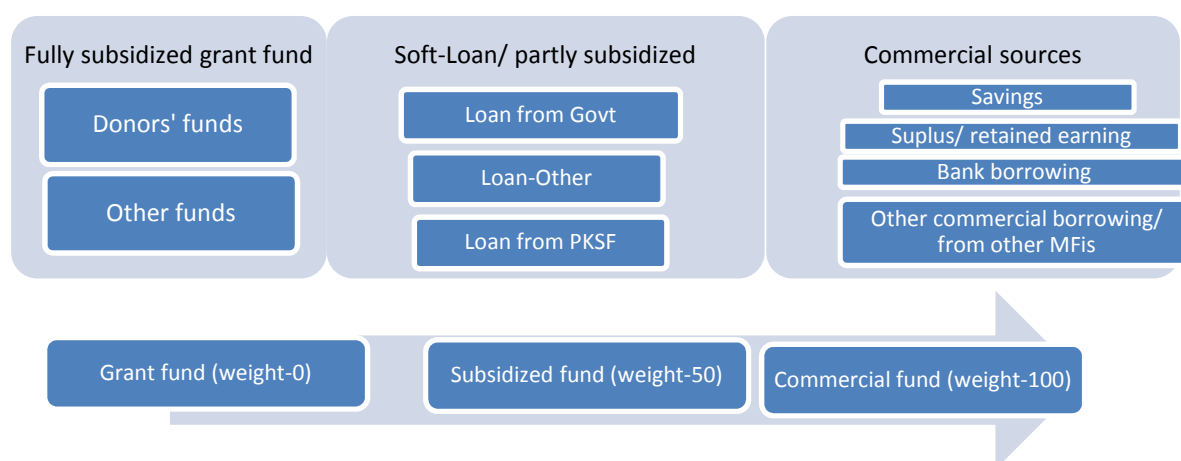 Fully subsidized grant fund
Donors' funds
Other funds
Soft-Loan/ partly subsidized
Loan from Govt
Loan-Other
Loan from PKSF
Commercial sources
Savings
Suplus/ retained earning
Bank borrowing
Other commercial borrowing/
from other MFis
Grant fund (weight-0)
Subsidized fund (weight-50)
Commercial fund (weight-100)